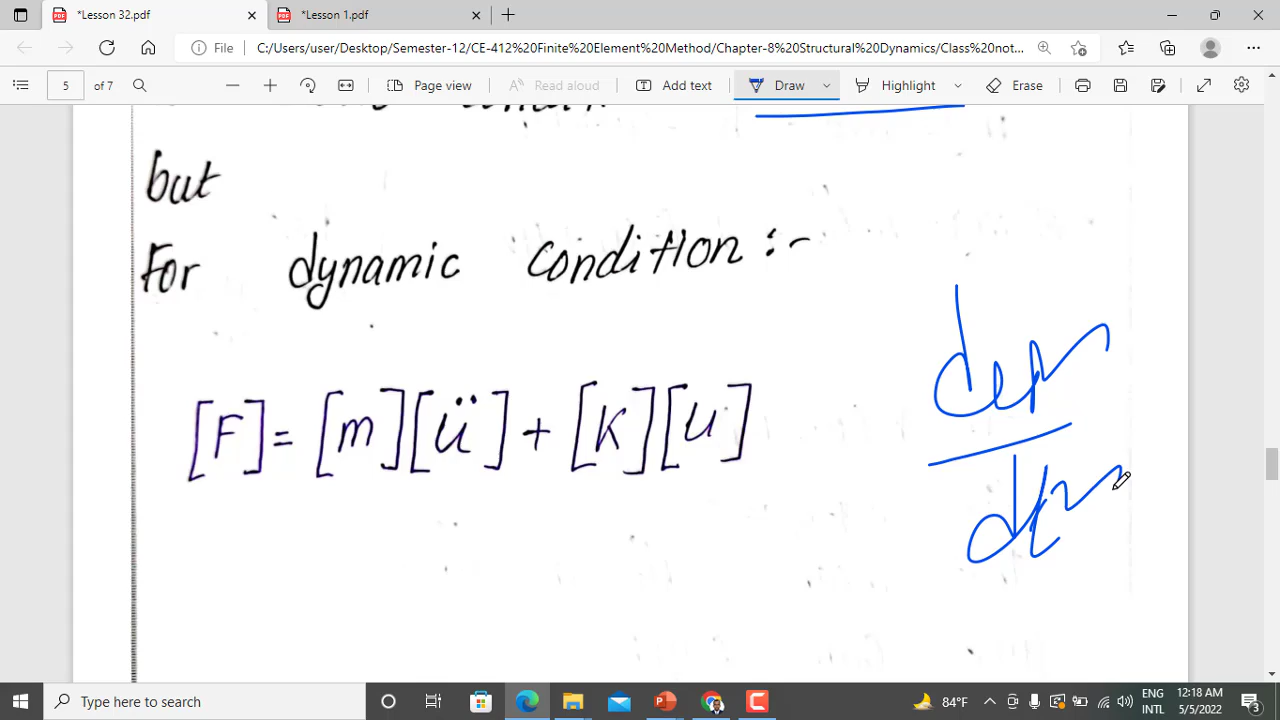 *Lesson 32.pdf
*Lesson 1.pdf
File C:/Users/user/Desktop/Semester-12/CE-412%20Finite%20Element%20Method/Chapter-8%20Structural%20Dynamics/Class%20not...
5 of 7 Page view Read aloud Add text Draw Highlight Erase
but
For dynamic condition :-
[F] = [m][ü] + [K][u]
Type here to search
84°F
ENG
INTL
12:18 AM
5/5/2022
3